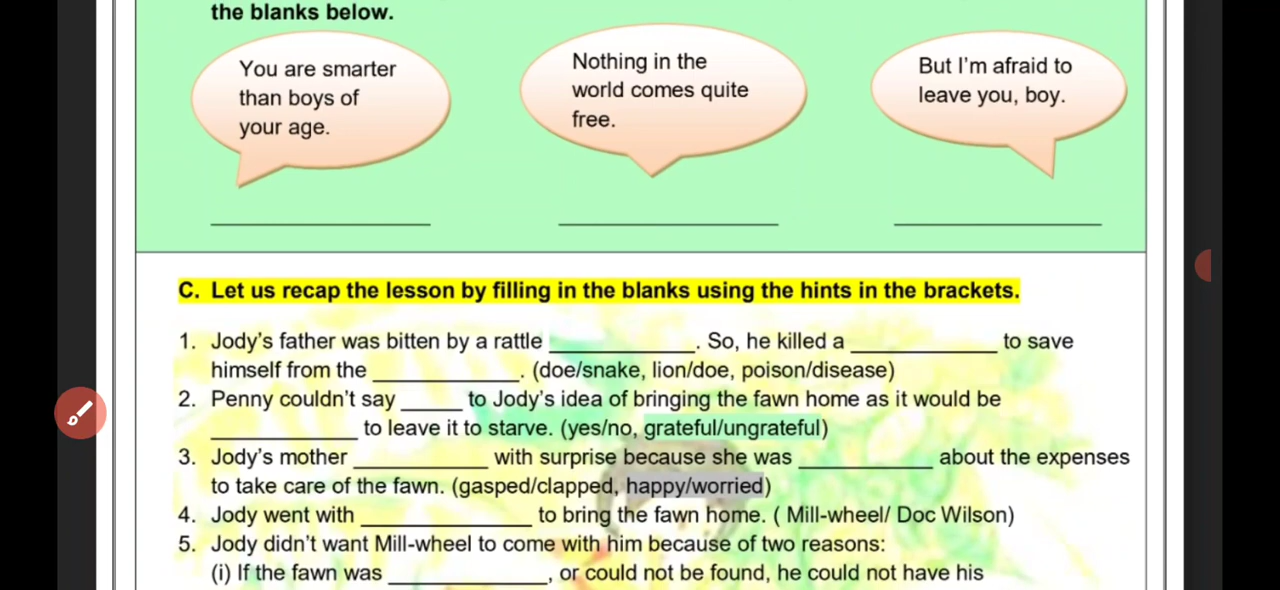 the blanks below.
You are smarter
than boys of
your age.
Nothing in the
world comes quite
free.
But I'm afraid to
leave you, boy.
C. Let us recap the lesson by filling in the blanks using the hints in the brackets.
1. Jody's father was bitten by a rattle ____________. So, he killed a ____________ to save
himself from the ____________. (doe/snake, lion/doe, poison/disease)
2. Penny couldn't say _____ to Jody's idea of bringing the fawn home as it would be
____________ to leave it to starve. (yes/no, grateful/ungrateful)
3. Jody's mother ___________ with surprise because she was ___________ about the expenses
to take care of the fawn. (gasped/clapped, happy/worried)
4. Jody went with ______________ to bring the fawn home. ( Mill-wheel/ Doc Wilson)
5. Jody didn't want Mill-wheel to come with him because of two reasons:
(i) If the fawn was _____________, or could not be found, he could not have his